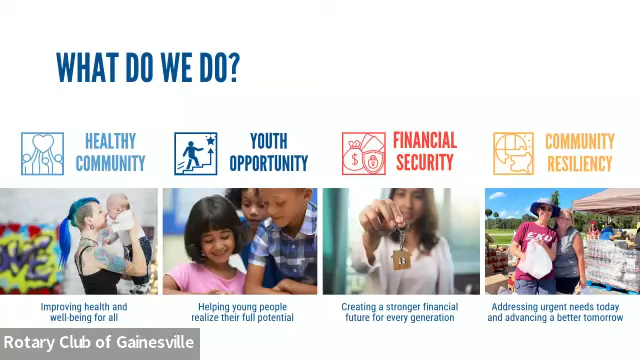 WHAT DO WE DO?
HEALTHY
COMMUNITY
YOUTH
OPPORTUNITY
FINANCIAL
SECURITY
COMMUNITY
RESILIENCY
Improving health and
well-being for all
Helping young people
realize their full potential
Creating a stronger financial
future for every generation
Addressing urgent needs today
and advancing a better tomorrow
Rotary Club of Gainesville